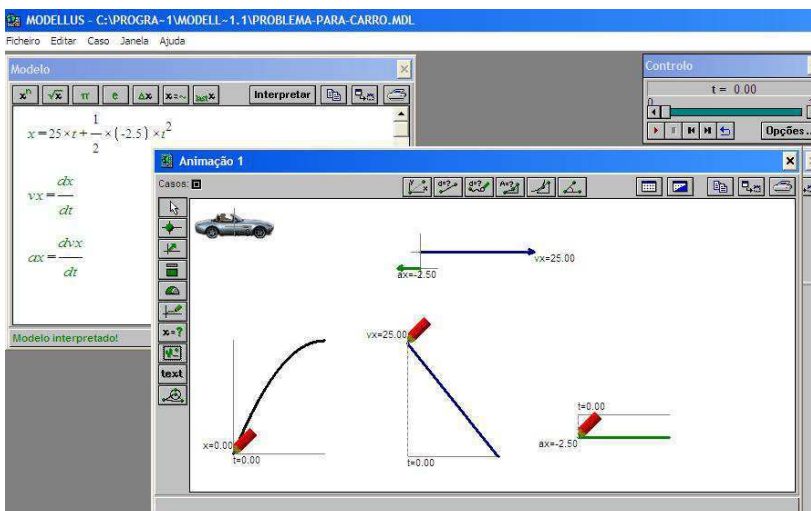 MODELLUS - C:\PROGRA~1\MODELL~1.1\PROBLEMA-PARA-CARRO.MDL
Ficheiro Editar Caso Janela Ajuda
Modelo
xⁿ √x π e Δx Interpretar
x = 25 × t + 1/2 × (-2.5) × t²
vx = dx/dt
ax = dvx/dt
Modelo interpretado!
Controlo
t = 0.00
0
Opções..
Animação 1
Casos:
x=?
text
vx=25.00
ax=-2.50
vx=25.00
x=0.00
t=0.00
t=0.00
t=0.00
ax=-2.50